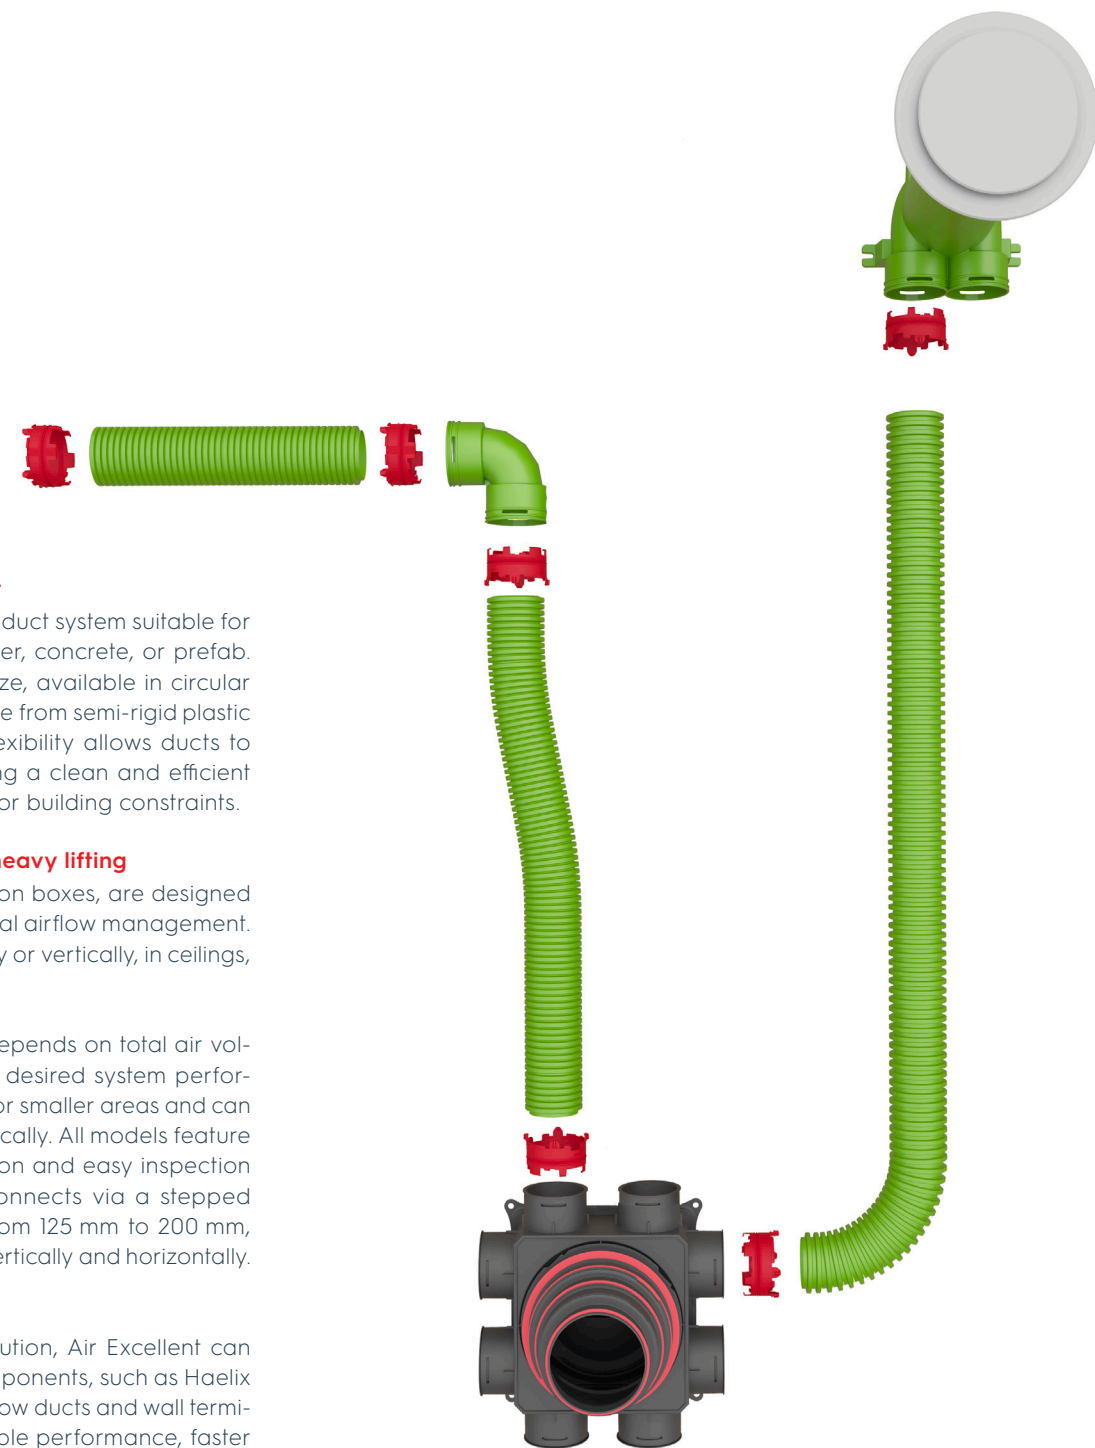 duct system suitable for
er, concrete, or prefab.
ze, available in circular
e from semi-rigid plastic
exibility allows ducts to
ng a clean and efficient
or building constraints.
heavy lifting
on boxes, are designed
al airflow management.
y or vertically, in ceilings,
epends on total air vol-
desired system perfor-
or smaller areas and can
cally. All models feature
on and easy inspection
onnects via a stepped
om 125 mm to 200 mm,
ertically and horizontally.
ution, Air Excellent can
ponents, such as Haelix
ow ducts and wall termi-
ble performance, faster